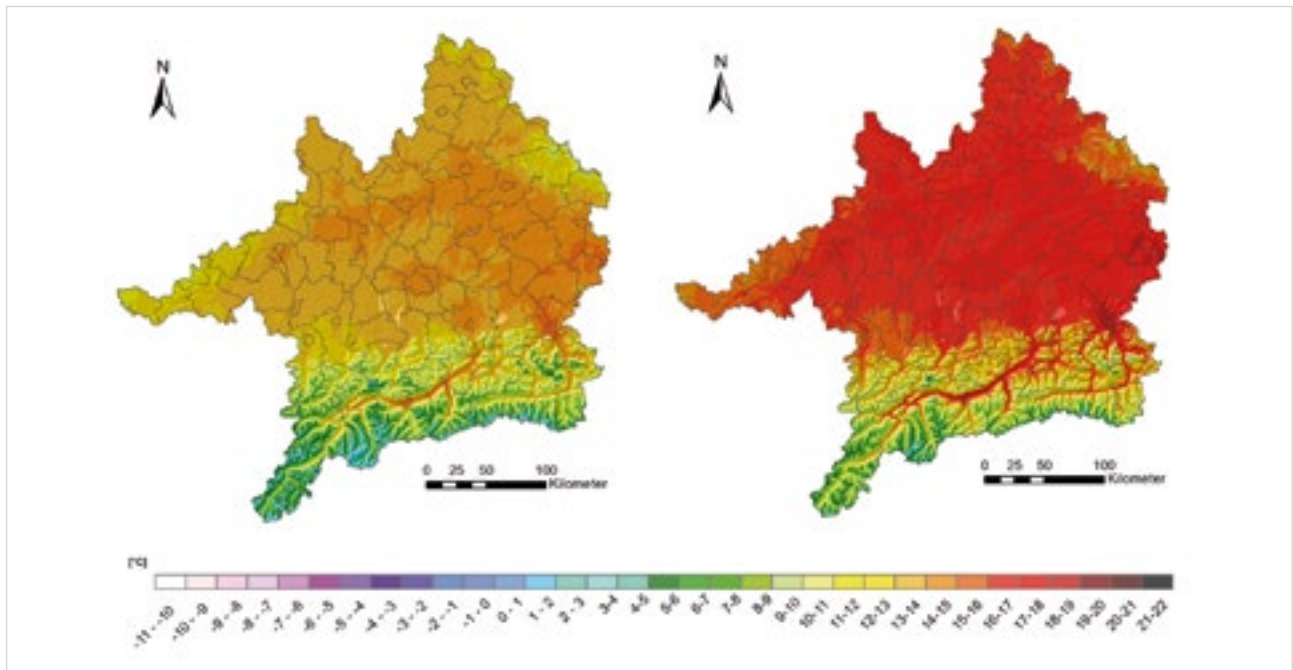 N
N
0 25 50 100
Kilometer
0 25 50 100
Kilometer
[°C]
-11 - -10
-10 - -9
-9 - -8
-8 - -7
-7 - -6
-6 - -5
-5 - -4
-4 - -3
-3 - -2
-2 - -1
-1 - 0
0 - 1
1 - 2
2 - 3
3-4
4-5
5-6
6-7
7-8
8-9
9-10
10-11
11-12
12-13
13-14
14-15
15-16
16-17
17-18
18-19
19-20
20-21
21-22